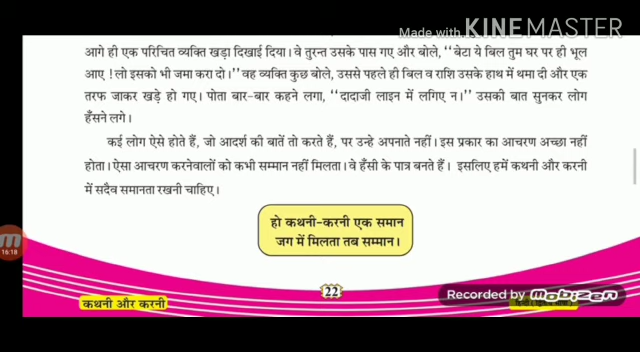 Made with KINEMASTER
आगे ही एक परिचित व्यक्ति खड़ा दिखाई दिया। वे तुरन्त उसके पास गए और बोले, ‘‘बेटा ये बिल तुम घर पर ही भूल
आए ! लो इसको भी जमा करा दो।’’ वह व्यक्ति कुछ बोले, उससे पहले ही बिल व राशि उसके हाथ में थमा दी और एक
तरफ जाकर खड़े हो गए। पोता बार-बार कहने लगा, ‘‘दादाजी लाइन में लगिए न।’’ उसकी बात सुनकर लोग
हँसने लगे।
कई लोग ऐसे होते हैं, जो आदर्श की बातें तो करते हैं, पर उन्हे अपनाते नहीं। इस प्रकार का आचरण अच्छा नहीं
होता। ऐसा आचरण करनेवालों को कभी सम्मान नहीं मिलता। वे हँसी के पात्र बनते हैं। इसलिए हमें कथनी और करनी
में सदैव समानता रखनी चाहिए।
हो कथनी-करनी एक समान
जग में मिलता तब सम्मान।
16:18
22
Recorded by mobizen
कथनी और करनी